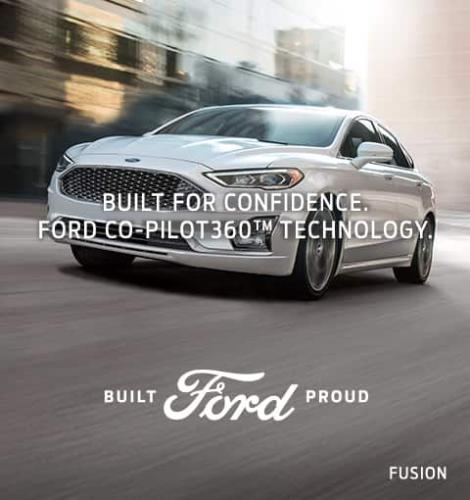 BUILT FOR CONFIDENCE.
FORD CO-PILOT360™ TECHNOLOGY.
BUILT Ford PROUD
FUSION